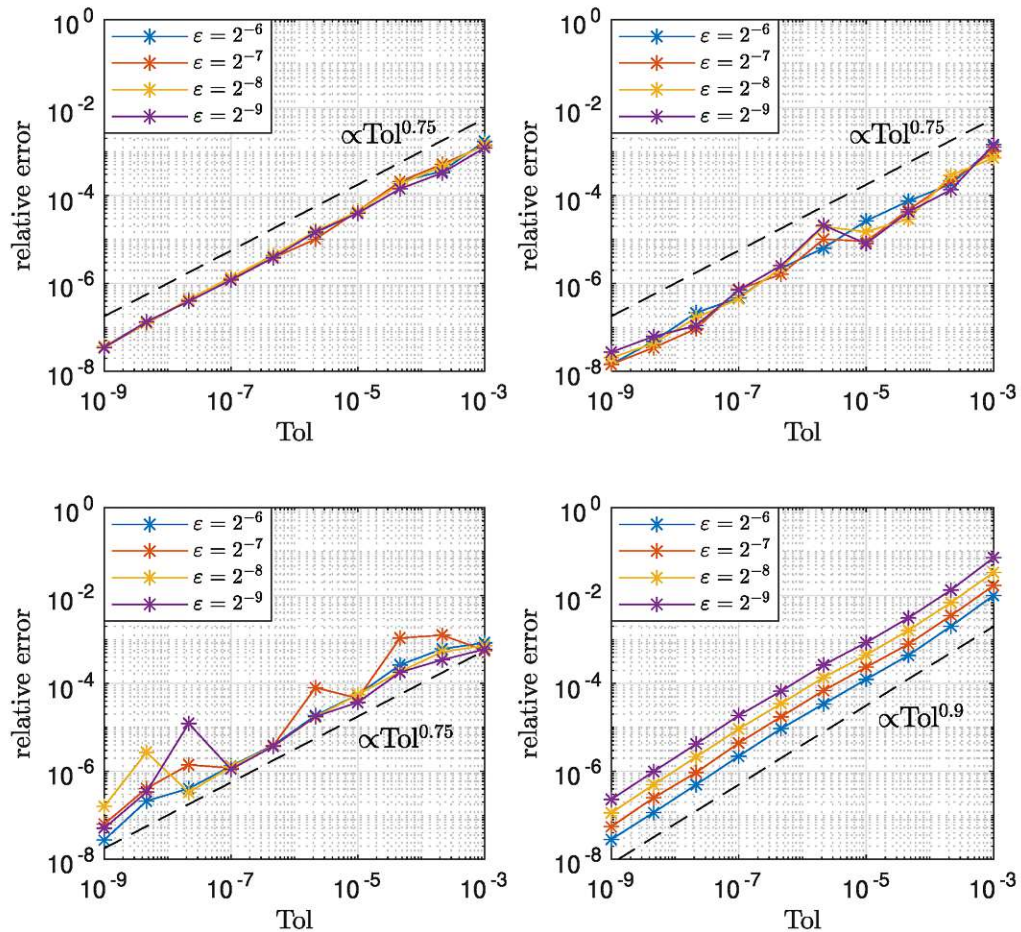 10^0
10^-2
10^-4
10^-6
10^-8
relative error
ε = 2^-6
ε = 2^-7
ε = 2^-8
ε = 2^-9
∝Tol^0.75
10^-9
10^-7
10^-5
10^-3
Tol
10^0
10^-2
10^-4
10^-6
10^-8
relative error
ε = 2^-6
ε = 2^-7
ε = 2^-8
ε = 2^-9
∝Tol^0.75
10^-9
10^-7
10^-5
10^-3
Tol
10^0
10^-2
10^-4
10^-6
10^-8
relative error
ε = 2^-6
ε = 2^-7
ε = 2^-8
ε = 2^-9
∝Tol^0.75
10^-9
10^-7
10^-5
10^-3
Tol
10^0
10^-2
10^-4
10^-6
10^-8
relative error
ε = 2^-6
ε = 2^-7
ε = 2^-8
ε = 2^-9
∝Tol^0.9
10^-9
10^-7
10^-5
10^-3
Tol